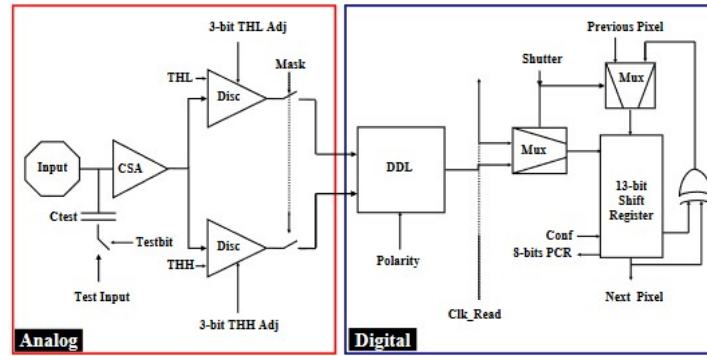 3-bit THL Adj
Previous Pixel
Mask
Shutter
THL
Disc
Mux
Input
CSA
DDL
Mux
13-bit
Shift
Register
Ctest
Testbit
Disc
Conf
THH
Polarity
8-bits PCR
Test Input
Next Pixel
3-bit THH Adj
Clk_Read
Analog
Digital